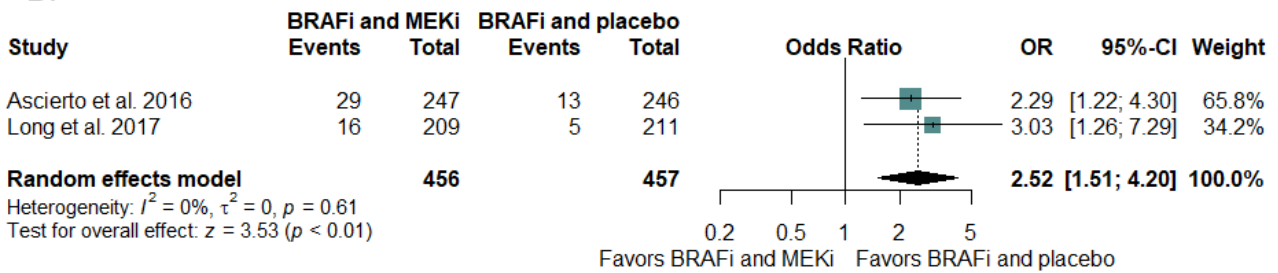 BRAFi and MEKi BRAFi and placebo
Study Events Total Events Total Odds Ratio OR 95%-CI Weight
Ascierto et al. 2016 29 247 13 246 2.29 [1.22; 4.30] 65.8%
Long et al. 2017 16 209 5 211 3.03 [1.26; 7.29] 34.2%
Random effects model 456 457 2.52 [1.51; 4.20] 100.0%
Heterogeneity: I² = 0%, τ² = 0, p = 0.61
Test for overall effect: z = 3.53 (p < 0.01)
0.2 0.5 1 2 5
Favors BRAFi and MEKi Favors BRAFi and placebo